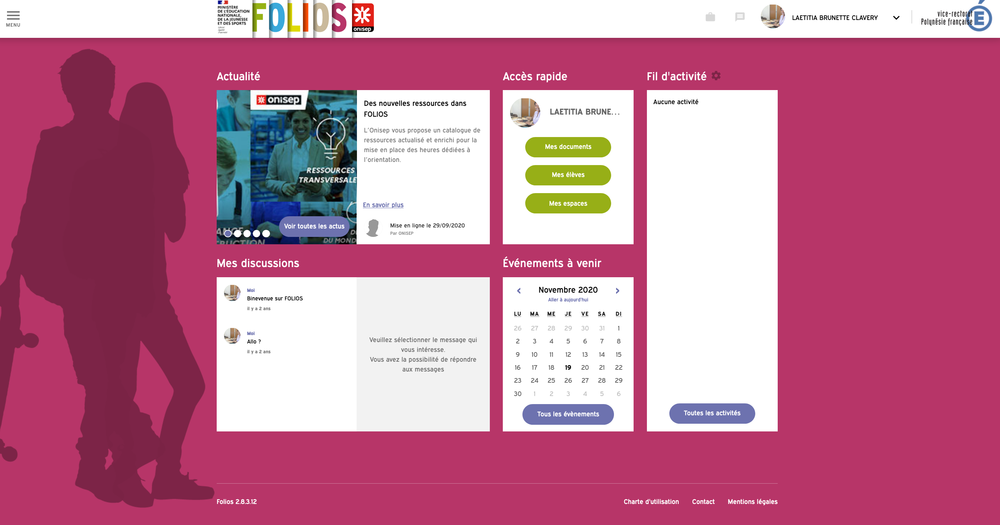 MENU
MINISTÈRE
DE L'ÉDUCATION
NATIONALE,
DE LA JEUNESSE
ET DES SPORTS
Liberté
Égalité
Fraternité
FOLIOS
onisep
LAETITIA BRUNETTE CLAVERY
vice-rectorat
Polynésie française
É
Actualité
onisep
RESSOURCES
TRANSVERSALE
DU MOND
Voir toutes les actus
Des nouvelles ressources dans
FOLIOS
L'Onisep vous propose un catalogue de
ressources actualisé et enrichi pour la
mise en place des heures dédiées à
l'orientation.
En savoir plus
Mise en ligne le 29/09/2020
Par ONISEP
Accès rapide
LAETITIA BRUNE...
Mes documents
Mes élèves
Mes espaces
Fil d'activité
Aucune activité
Toutes les activités
Mes discussions
Moi
Binevenue sur FOLIOS
il y a 2 ans
Moi
Allo ?
il y a 2 ans
Veuillez sélectionner le message qui
vous intéresse.
Vous avez la possibilité de répondre
aux messages
Événements à venir
Novembre 2020
Aller à aujourd'hui
LU MA ME JE VE SA DI
26 27 28 29 30 31 1
2 3 4 5 6 7 8
9 10 11 12 13 14 15
16 17 18 19 20 21 22
23 24 25 26 27 28 29
30 1 2 3 4 5 6
Tous les évènements
Folios 2.8.3.12
Charte d'utilisation Contact Mentions légales